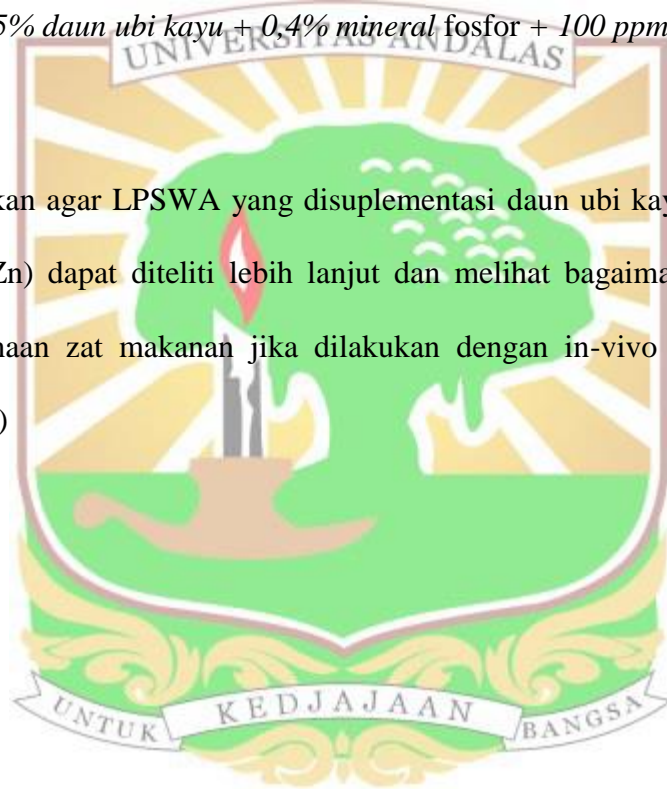 5% daun ubi kayu + 0,4% mineral fosfor + 100 ppm
UNIVERSITAS ANDALAS
kan agar LPSWA yang disuplementasi daun ubi kay
Zn) dapat diteliti lebih lanjut dan melihat bagaima
naan zat makanan jika dilakukan dengan in-vivo
)
UNTUK KEDJAJAAN BANGSA